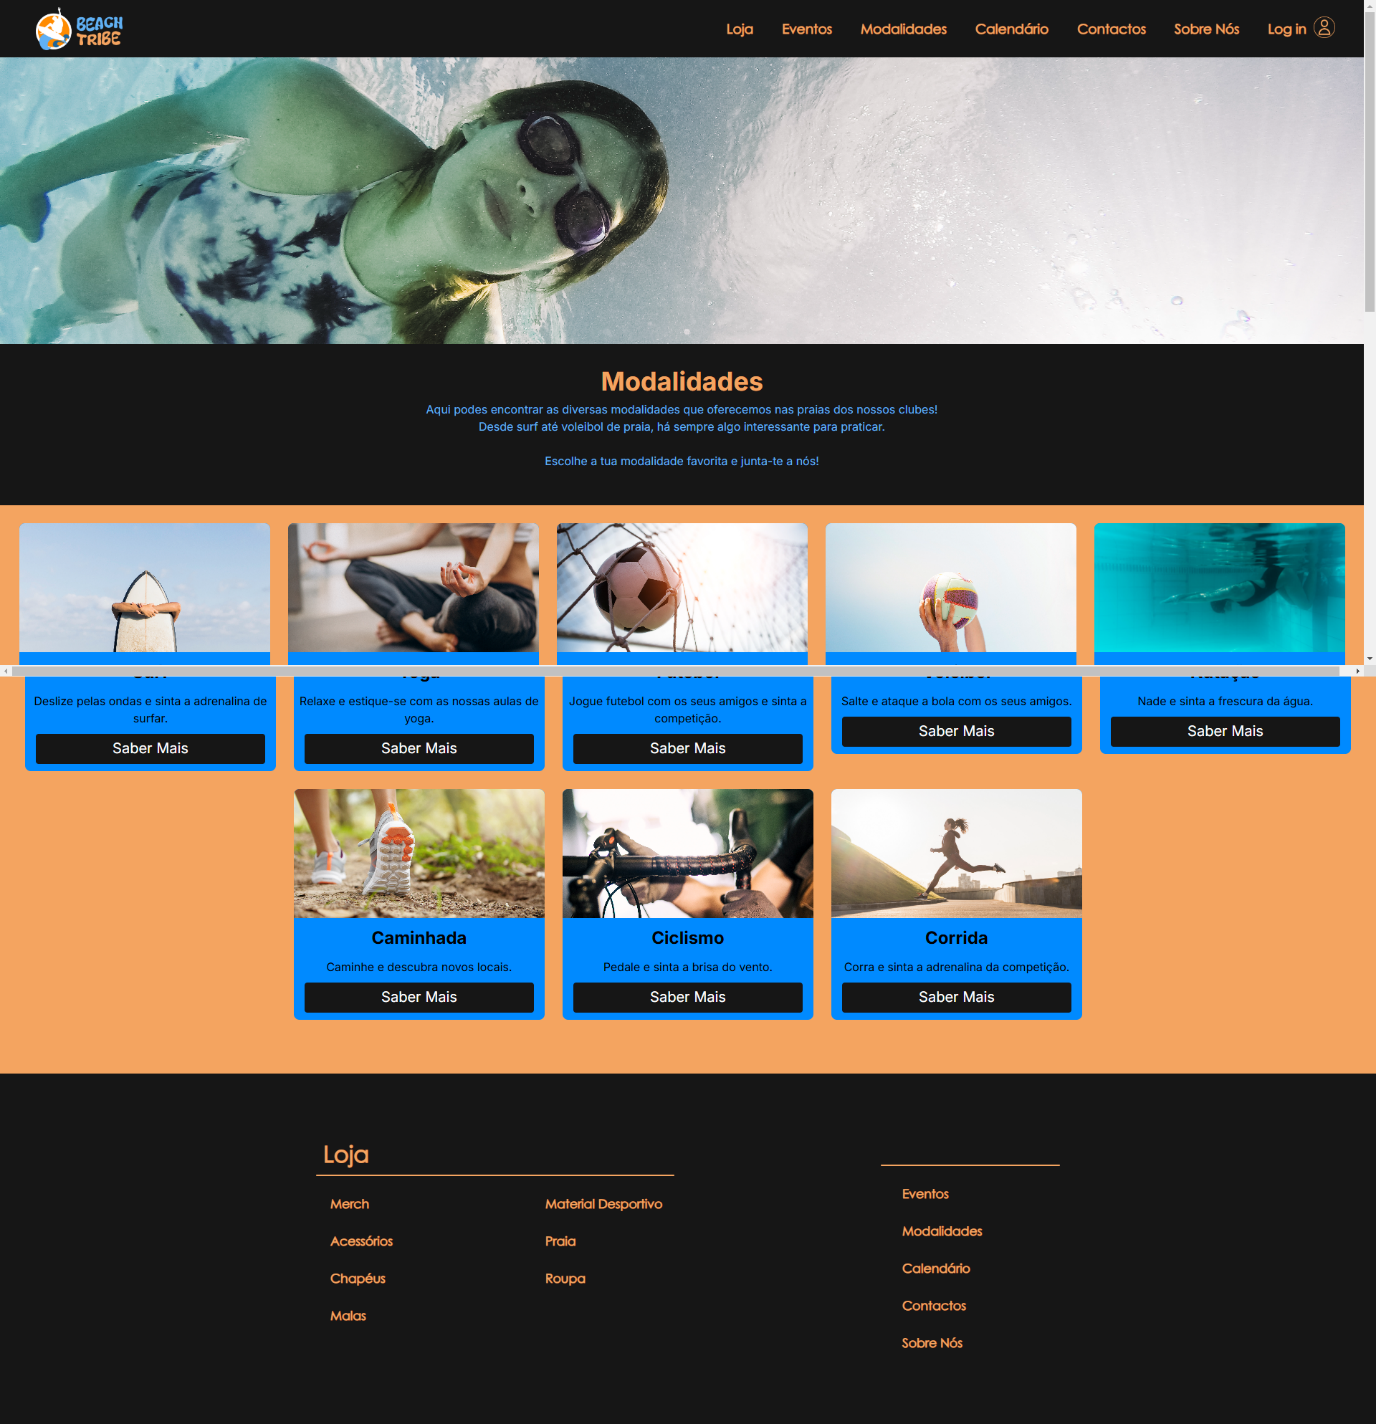 BEACH
TRIBE
Loja Eventos Modalidades Calendário Contactos Sobre Nós Log in
Modalidades
Aqui podes encontrar as diversas modalidades que oferecemos nas praias dos nossos clubes!
Desde surf até voleibol de praia, há sempre algo interessante para praticar.
Escolhe a tua modalidade favorita e junta-te a nós!
Deslize pelas ondas e sinta a adrenalina de
surfar.
Saber Mais
Relaxe e estique-se com as nossas aulas de
yoga.
Saber Mais
Jogue futebol com os seus amigos e sinta a
competição.
Saber Mais
Salte e ataque a bola com os seus amigos.
Saber Mais
Nade e sinta a frescura da água.
Saber Mais
Caminhada
Caminhe e descubra novos locais.
Saber Mais
Ciclismo
Pedale e sinta a brisa do vento.
Saber Mais
Corrida
Corra e sinta a adrenalina da competição.
Saber Mais
Loja
Merch
Acessórios
Chapéus
Malas
Material Desportivo
Praia
Roupa
Eventos
Modalidades
Calendário
Contactos
Sobre Nós